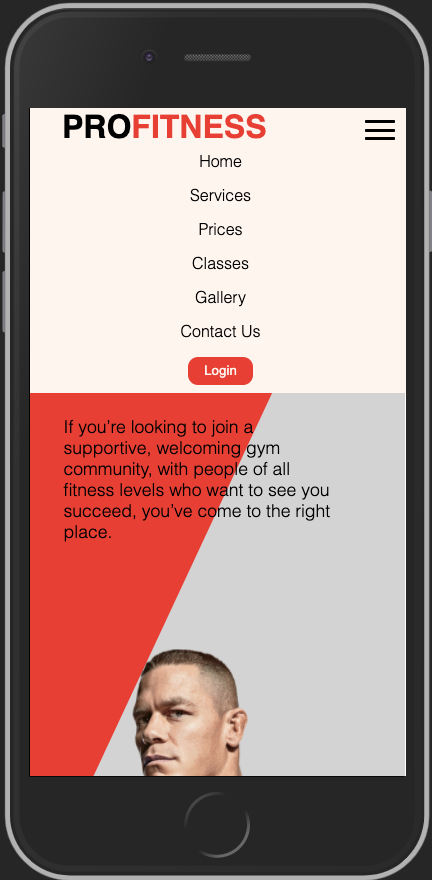 PROFITNESS
Home
Services
Prices
Classes
Gallery
Contact Us
Login
If you’re looking to join a
supportive, welcoming gym
community, with people of all
fitness levels who want to see you
succeed, you’ve come to the right
place.